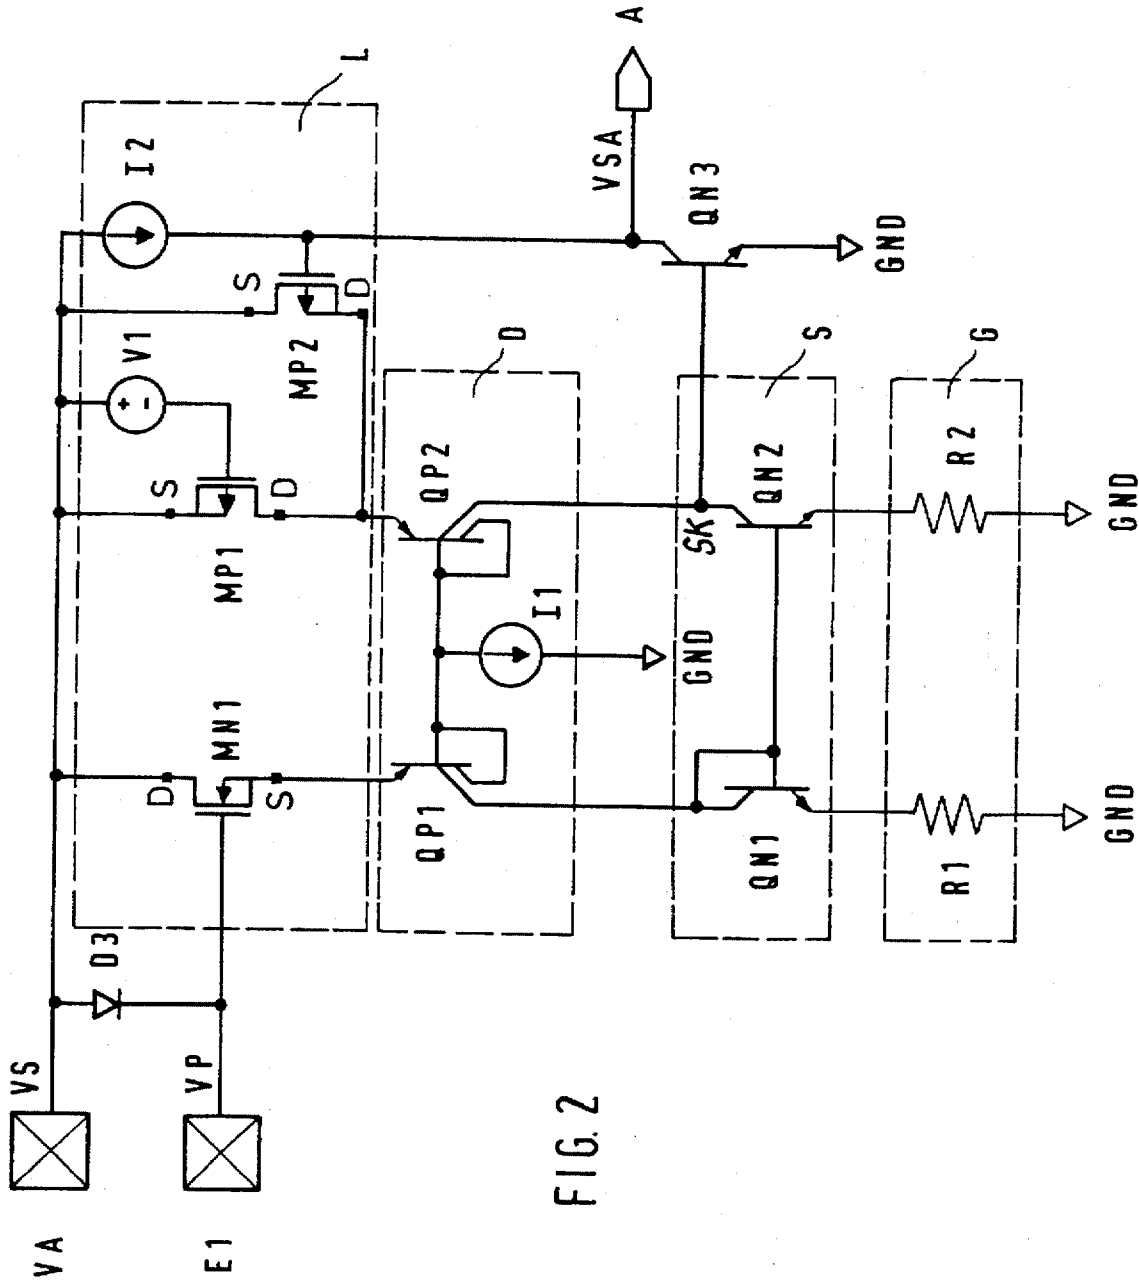 VA
VS
E1
VP
D3
L
D
MN1
S
S
MP1
D
V1
S
MP2
D
I2
D
QP1
QP2
I1
GND
VSA
A
QN3
GND
S
SK
QN1
QN2
G
R1
R2
GND
GND
+
-
FIG. 2